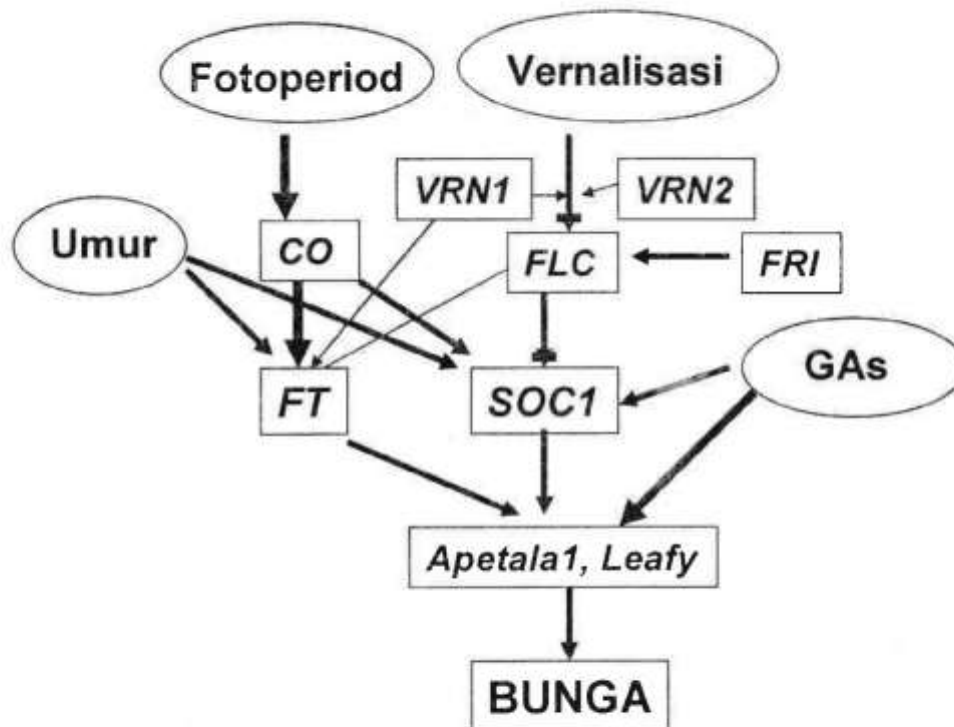 Fotoperiod
Vernalisasi
VRN1
VRN2
Umur
CO
FLC
FRI
GAs
FT
SOC1
Apetala1, Leafy
BUNGA